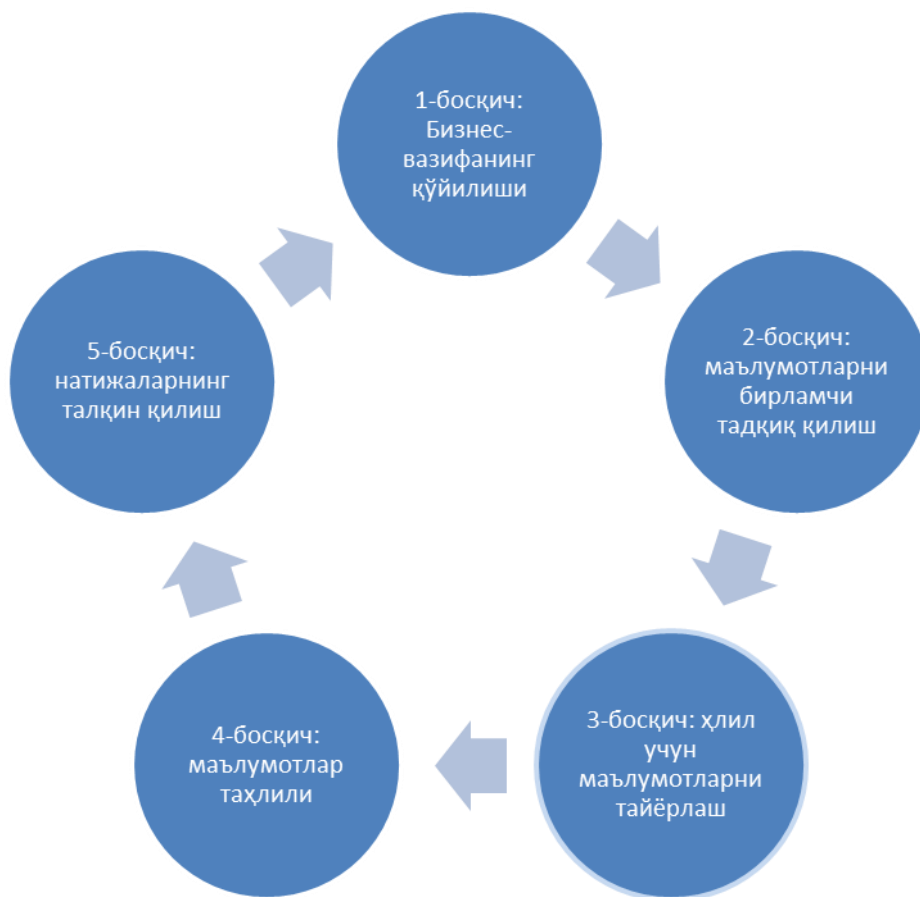 1-босқич:
Бизнес-
вазифанинг
қўйилиши
2-босқич:
маълумотларни
бирламчи
тадқиқ қилиш
3-босқич: ҳлил
учун
маълумотларни
тайёрлаш
4-босқич:
маълумотлар
таҳлили
5-босқич:
натижаларнинг
талқин қилиш